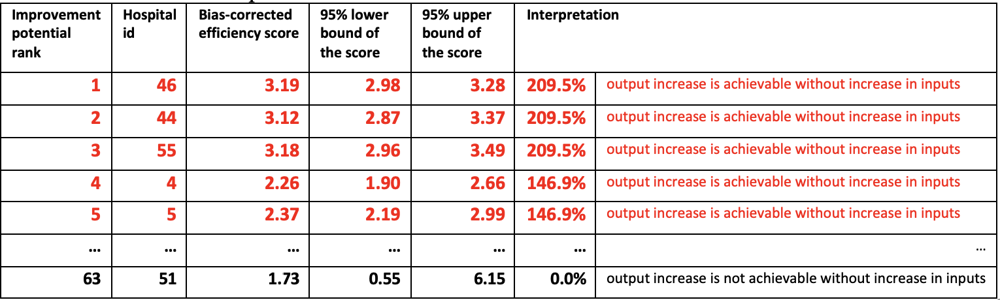 Improvement potential rank | Hospital id | Bias-corrected efficiency score | 95% lower bound of the score | 95% upper bound of the score | Interpretation
1 | 46 | 3.19 | 2.98 | 3.28 | 209.5% | output increase is achievable without increase in inputs
2 | 44 | 3.12 | 2.87 | 3.37 | 209.5% | output increase is achievable without increase in inputs
3 | 55 | 3.18 | 2.96 | 3.49 | 209.5% | output increase is achievable without increase in inputs
4 | 4 | 2.26 | 1.90 | 2.66 | 146.9% | output increase is achievable without increase in inputs
5 | 5 | 2.37 | 2.19 | 2.99 | 146.9% | output increase is achievable without increase in inputs
... | ... | ... | ... | ... | ... | ...
63 | 51 | 1.73 | 0.55 | 6.15 | 0.0% | output increase is not achievable without increase in inputs